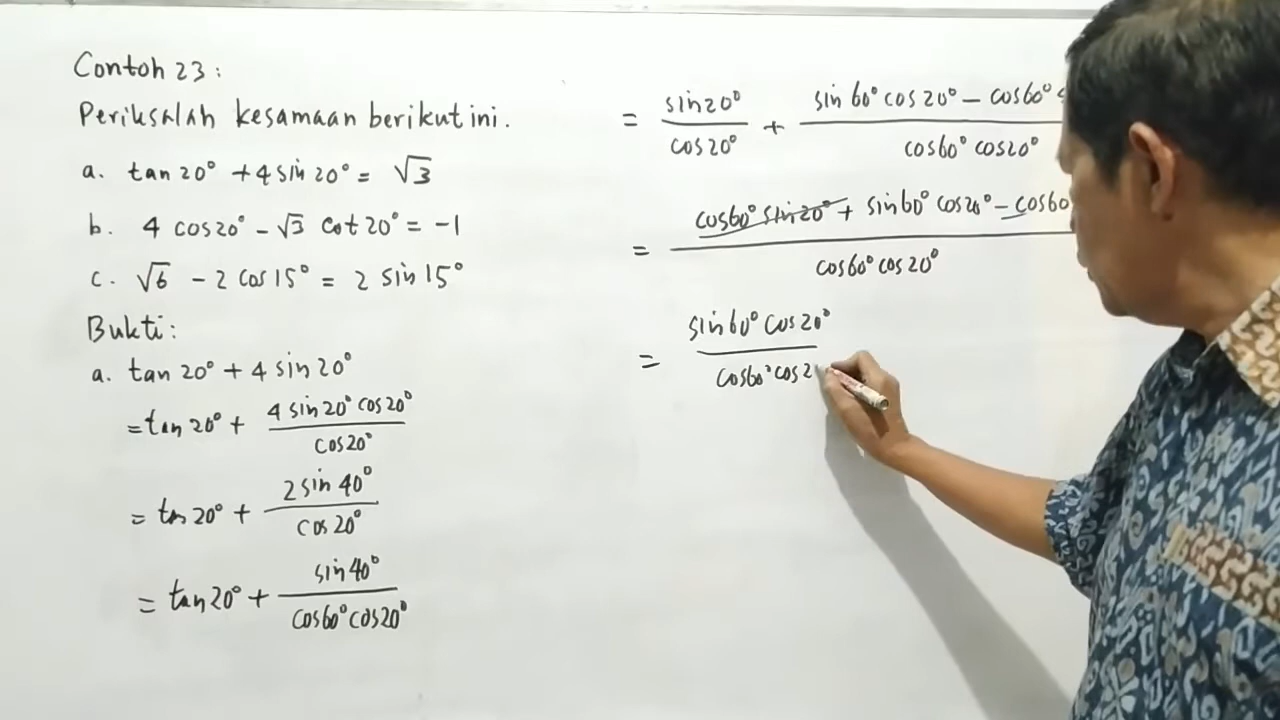 Contoh 23:
Periksalah kesamaan berikut ini.
a. tan 20° + 4 sin 20° = √3
b. 4 cos 20° - √3 cot 20° = -1
c. √6 - 2 cos 15° = 2 sin 15°
Bukti:
a. tan 20° + 4 sin 20°
= tan 20° + 4 sin 20° cos 20° / cos 20°
= tan 20° + 2 sin 40° / cos 20°
= tan 20° + sin 40° / cos 60° cos 20°
= sin 20° / cos 20° + sin 60° cos 20° - cos 60° / cos 60° cos 20°
= cos 60° sin 20° + sin 60° cos 20° - cos 60 / cos 60° cos 20°
= sin 60° cos 20° / cos 60° cos 2